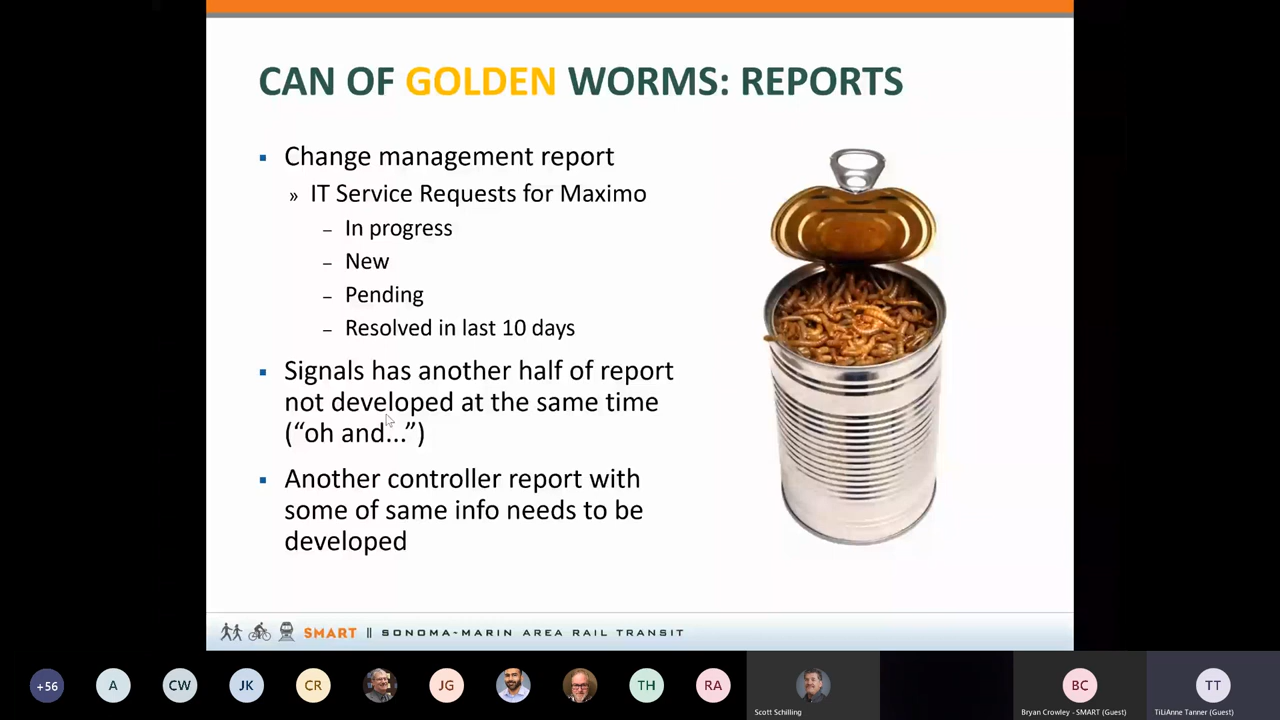 CAN OF GOLDEN WORMS: REPORTS
▪ Change management report
» IT Service Requests for Maximo
– In progress
– New
– Pending
– Resolved in last 10 days
▪ Signals has another half of report
not developed at the same time
(“oh and...”)
▪ Another controller report with
some of same info needs to be
developed
SMART || SONOMA-MARIN AREA RAIL TRANSIT
+56 A CW JK CR JG TH RA BC TT
Scott Schilling Bryan Crowley - SMART (Guest) TiLiAnne Tanner (Guest)